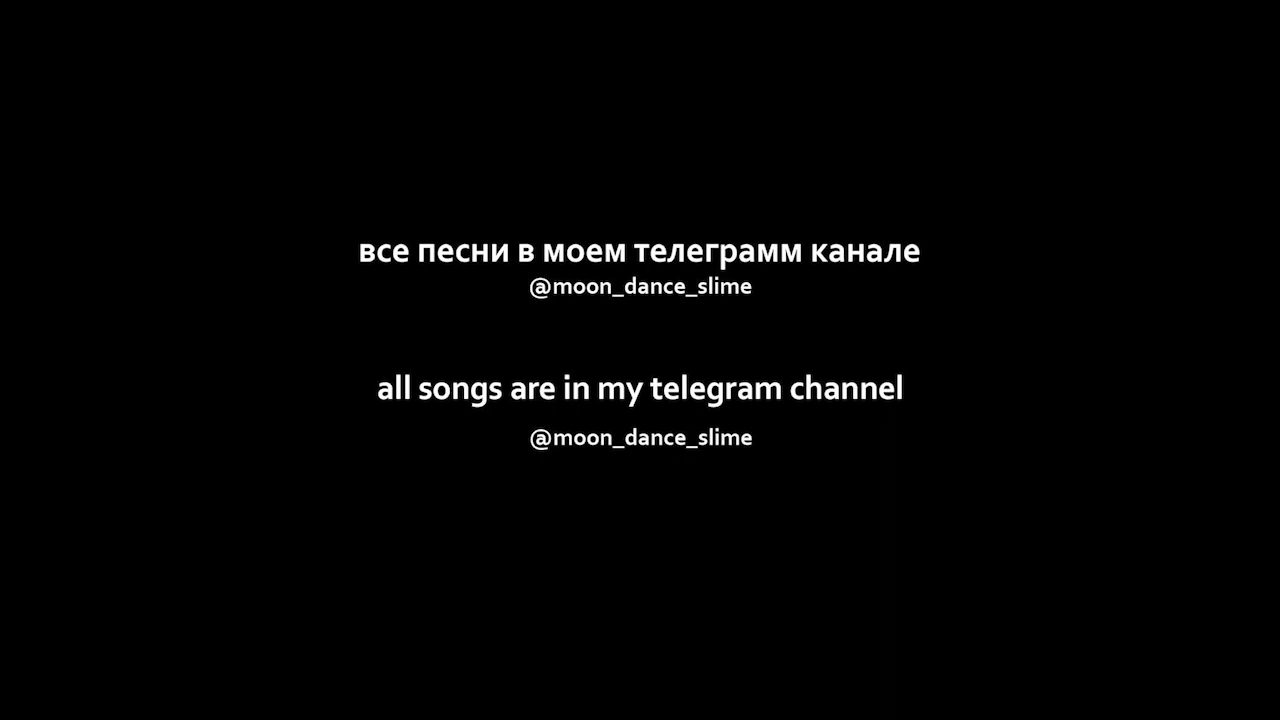 все песни в моем телеграмм канале
@moon_dance_slime
all songs are in my telegram channel
@moon_dance_slime